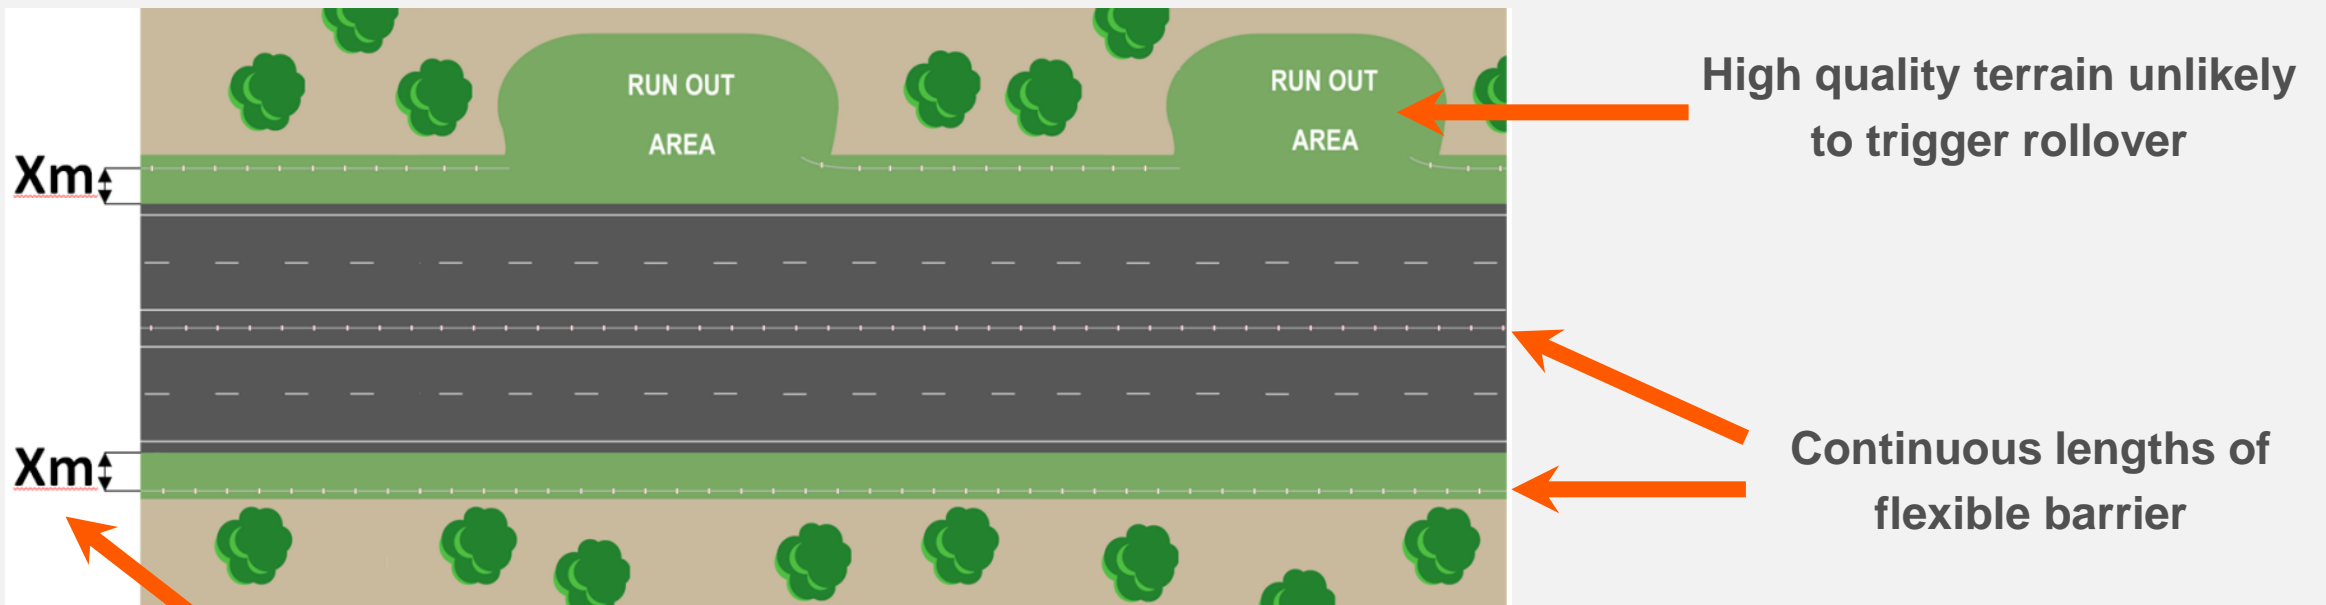 RUN OUT
AREA
RUN OUT
AREA
High quality terrain unlikely
to trigger rollover
Xm
Xm
Continuous lengths of
flexible barrier